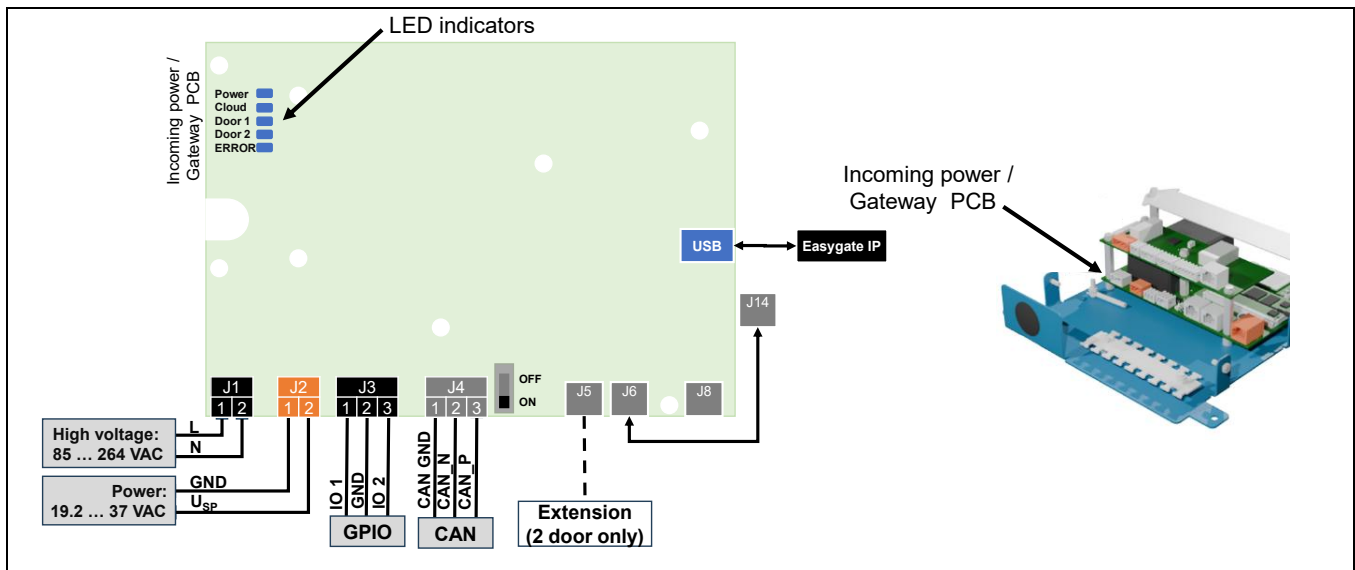 LED indicators
Incoming power /
Gateway PCB
Power
Cloud
Door 1
Door 2
ERROR
USB
Easygate IP
J14
Incoming power /
Gateway PCB
J1
1 2
J2
1 2
J3
1 2 3
J4
1 2 3
OFF
ON
J5
J6
J8
High voltage:
85 … 264 VAC
L
N
Power:
19.2 … 37 VAC
GND
USP
IO 1
GND
IO 2
GPIO
CAN GND
CAN_N
CAN_P
CAN
Extension
(2 door only)